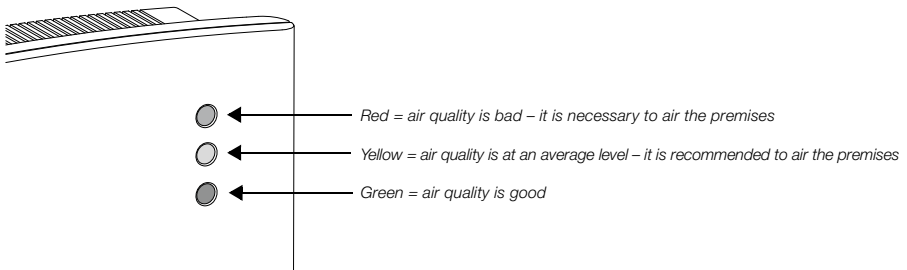 Red = air quality is bad – it is necessary to air the premises
Yellow = air quality is at an average level – it is recommended to air the premises
Green = air quality is good